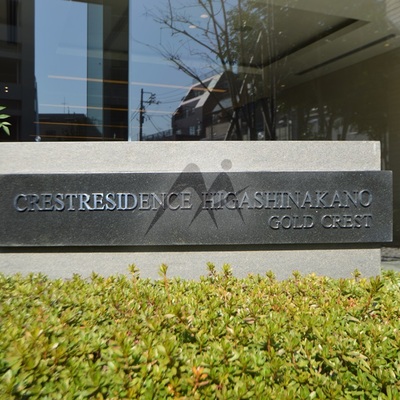 CRESTRESIDENCE HIGASHINAKANO
GOLD CREST